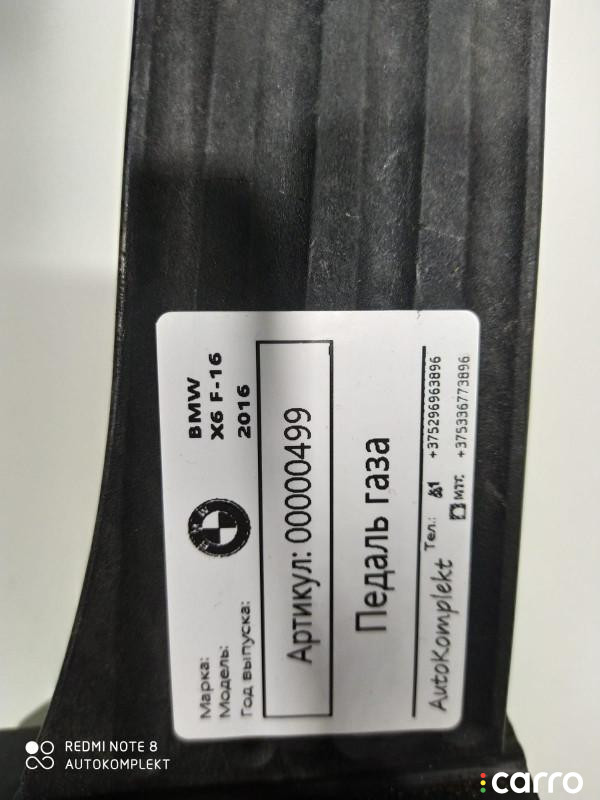 Марка: BMW
Модель: X6 F-16
Год выпуска: 2016
Артикул: 00000499
Педаль газа
AutoKomplekt Тел.: A1 +375296963896
МТС +375336773896
REDMI NOTE 8
AUTOKOMPLEKT
carro